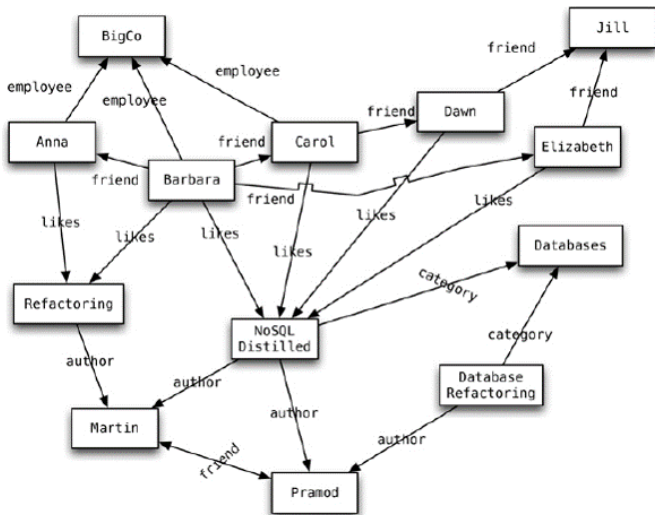 BigCo
Jill
friend
employee
employee
employee
Dawn
friend
Anna
friend
Carol
friend
Elizabeth
friend
Barbara
friend
likes
likes
likes
likes
likes
likes
Databases
category
Refactoring
NoSQL
Distilled
category
author
author
Database
Refactoring
author
Martin
author
friend
Pramod